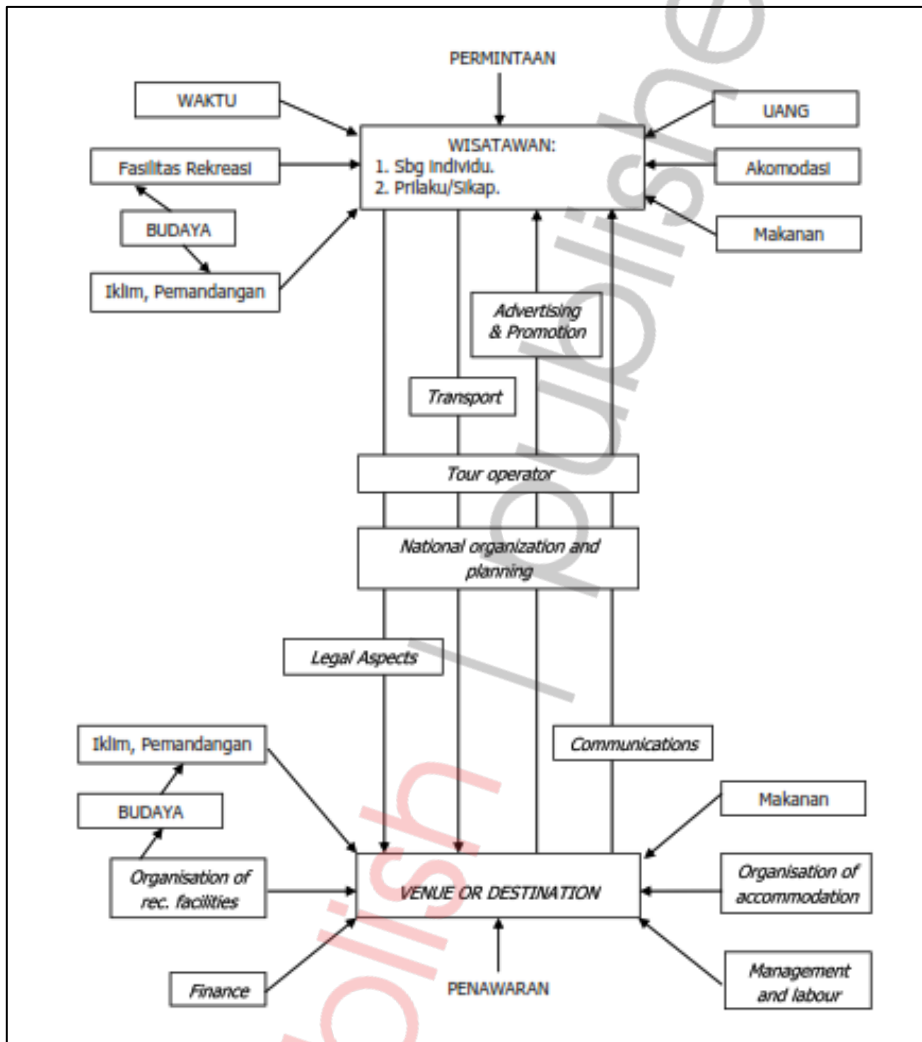 PERMINTAAN
WAKTU
UANG
WISATAWAN:
1. Sbg Individu.
2. Prilaku/Sikap.
Fasilitas Rekreasi
Akomodasi
BUDAYA
Makanan
Iklim, Pemandangan
Advertising
& Promotion
Transport
Tour operator
National organization and
planning
Legal Aspects
Iklim, Pemandangan
Communications
BUDAYA
Makanan
Organisation of
rec. facilities
VENUE OR DESTINATION
Organisation of
accommodation
Finance
PENAWARAN
Management
and labour
publish / publishe